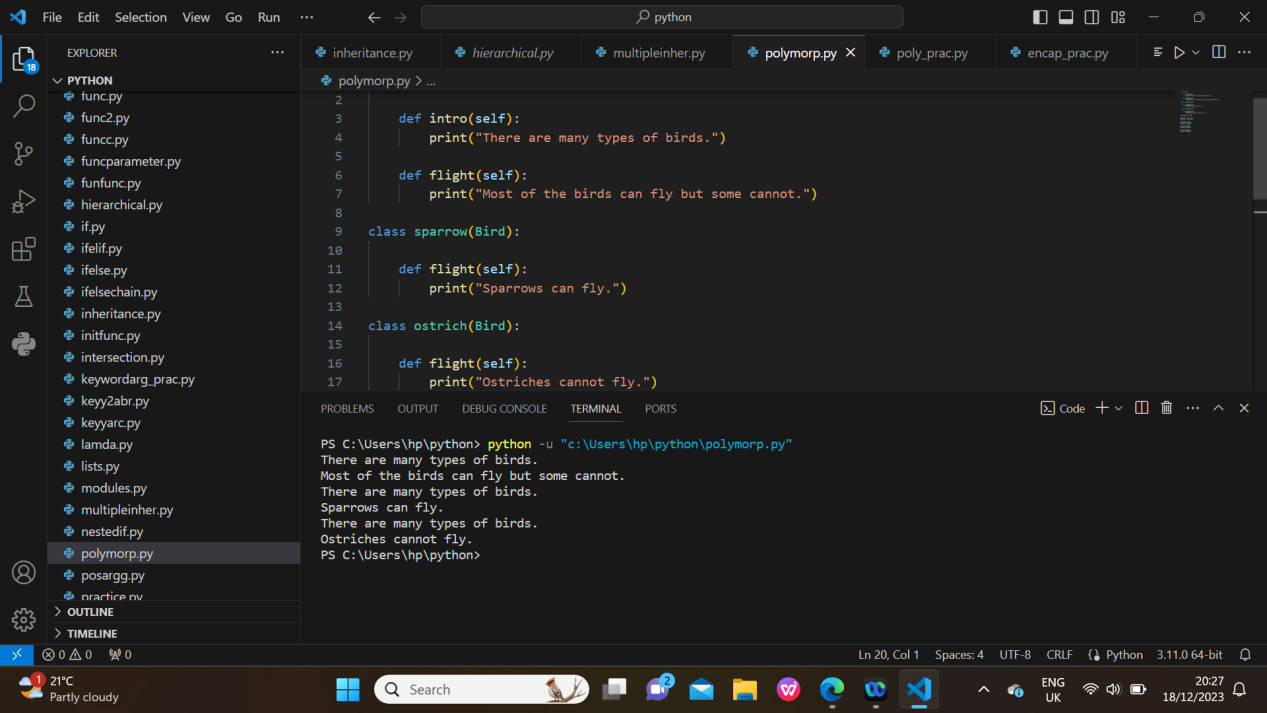 File Edit Selection View Go Run ... python
EXPLORER ...
PYTHON
func.py
func2.py
funcc.py
funcparameter.py
funfunc.py
hierarchical.py
if.py
ifelif.py
ifelse.py
ifelsechain.py
inheritance.py
initfunc.py
intersection.py
keywordarg_prac.py
keyy2abr.py
keyyarc.py
lamda.py
lists.py
modules.py
multipleinher.py
nestedif.py
polymorp.py
posargg.py
practice.py
OUTLINE
TIMELINE
18
inheritance.py hierarchical.py multipleinher.py polymorp.py poly_prac.py encap_prac.py
polymorp.py > ...
2
3 def intro(self):
4 print("There are many types of birds.")
5
6 def flight(self):
7 print("Most of the birds can fly but some cannot.")
8
9 class sparrow(Bird):
10
11 def flight(self):
12 print("Sparrows can fly.")
13
14 class ostrich(Bird):
15
16 def flight(self):
17 print("Ostriches cannot fly.")
PROBLEMS OUTPUT DEBUG CONSOLE TERMINAL PORTS Code
PS C:\Users\hp\python> python -u "c:\Users\hp\python\polymorp.py"
There are many types of birds.
Most of the birds can fly but some cannot.
There are many types of birds.
Sparrows can fly.
There are many types of birds.
Ostriches cannot fly.
PS C:\Users\hp\python>
0 0 0 Ln 20, Col 1 Spaces: 4 UTF-8 CRLF Python 3.11.0 64-bit
1 21°C
Partly cloudy
Search
2
ENG
UK
20:27
18/12/2023